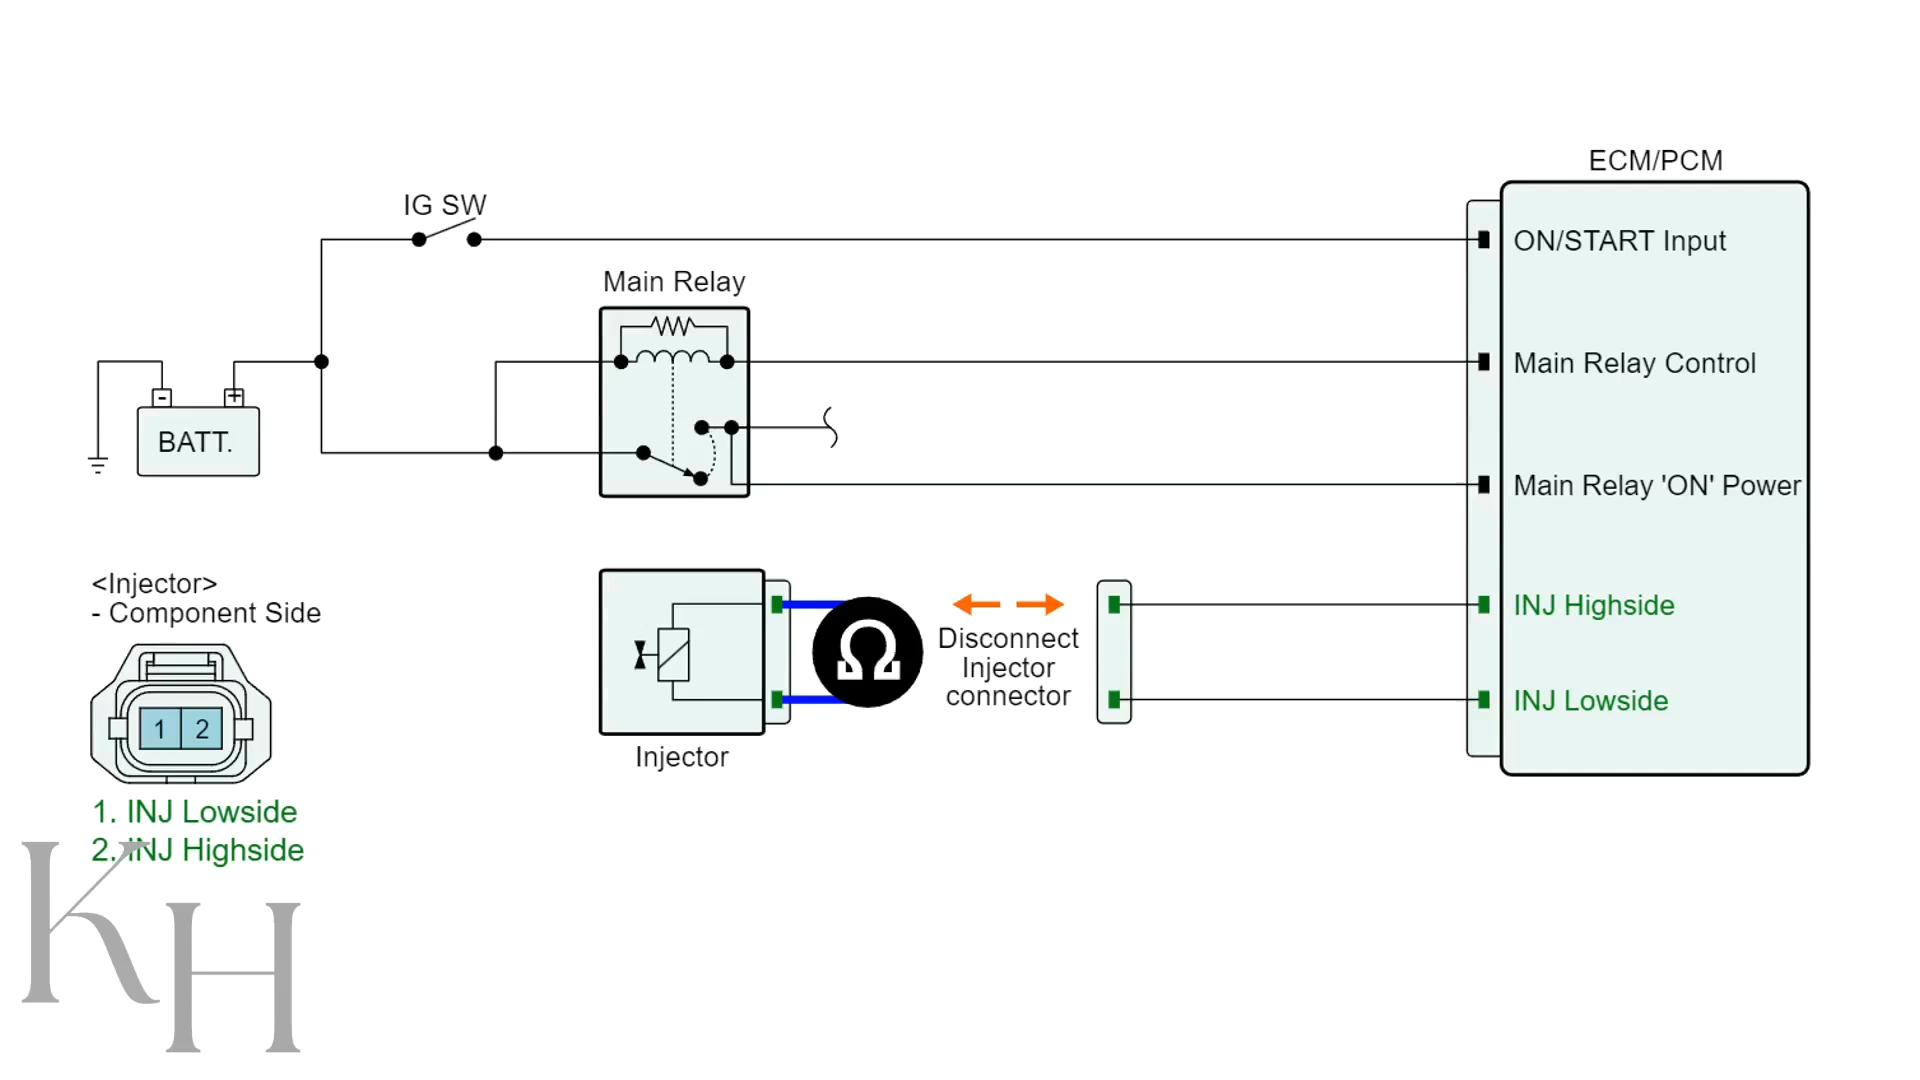 ECM/PCM
IG SW
ON/START Input
Main Relay
Main Relay Control
- +
BATT.
Main Relay 'ON' Power
<Injector>
- Component Side
INJ Highside
Ω
Disconnect
Injector
connector
INJ Lowside
1 2
Injector
1. INJ Lowside
2. INJ Highside
KH